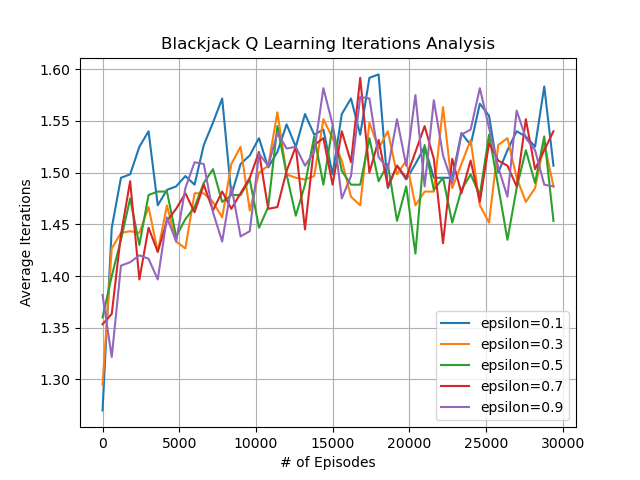 Blackjack Q Learning Iterations Analysis
1.60
1.55
1.50
1.45
1.40
1.35
1.30
Average Iterations
0
5000
10000
15000
20000
25000
30000
# of Episodes
epsilon=0.1
epsilon=0.3
epsilon=0.5
epsilon=0.7
epsilon=0.9